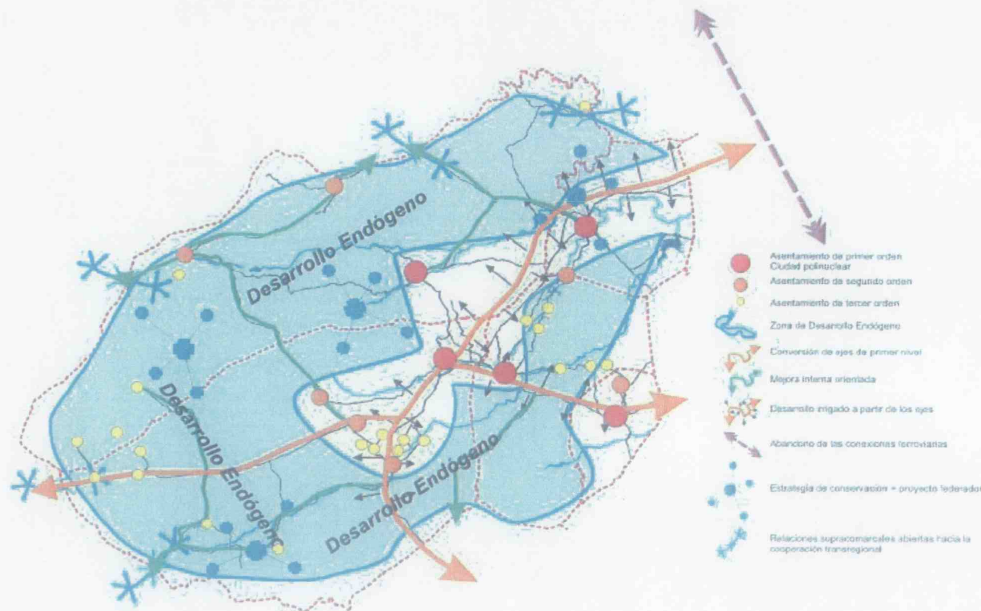 Desarrollo Endógeno
Desarrollo Endógeno
Desarrollo Endógeno
Asentamiento de primer orden
Ciudad polinuclear
Asentamiento de segundo orden
Asentamiento de tercer orden
Zona de Desarrollo Endógeno
Conversión de ejes de primer nivel
Mejora interna orientada
Desarrollo irrigado a partir de los ejes
Abandono de las conexiones ferroviarias
Estrategia de conservación = proyecto federador
Relaciones supracomarcales abiertas hacia la
cooperación transregional